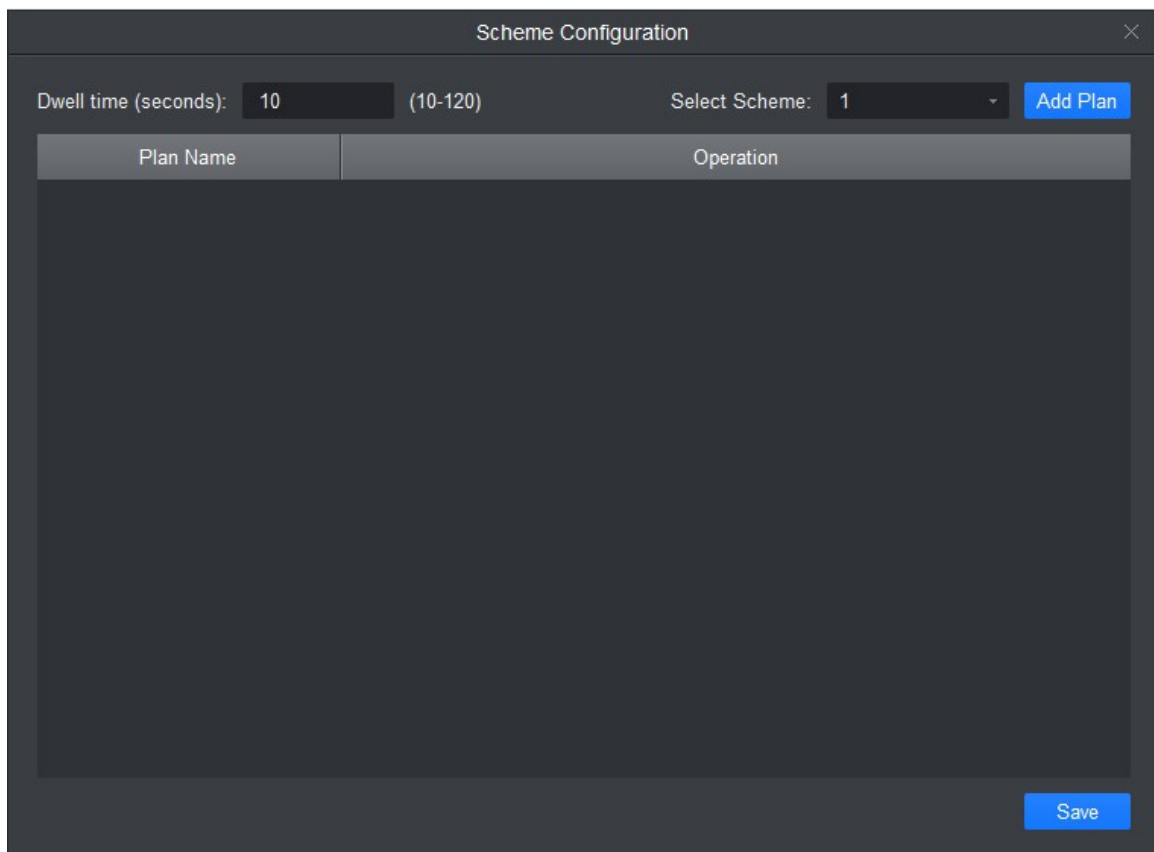 Scheme Configuration
Dwell time (seconds): 10 (10-120) Select Scheme: 1 Add Plan
Plan Name Operation
Save